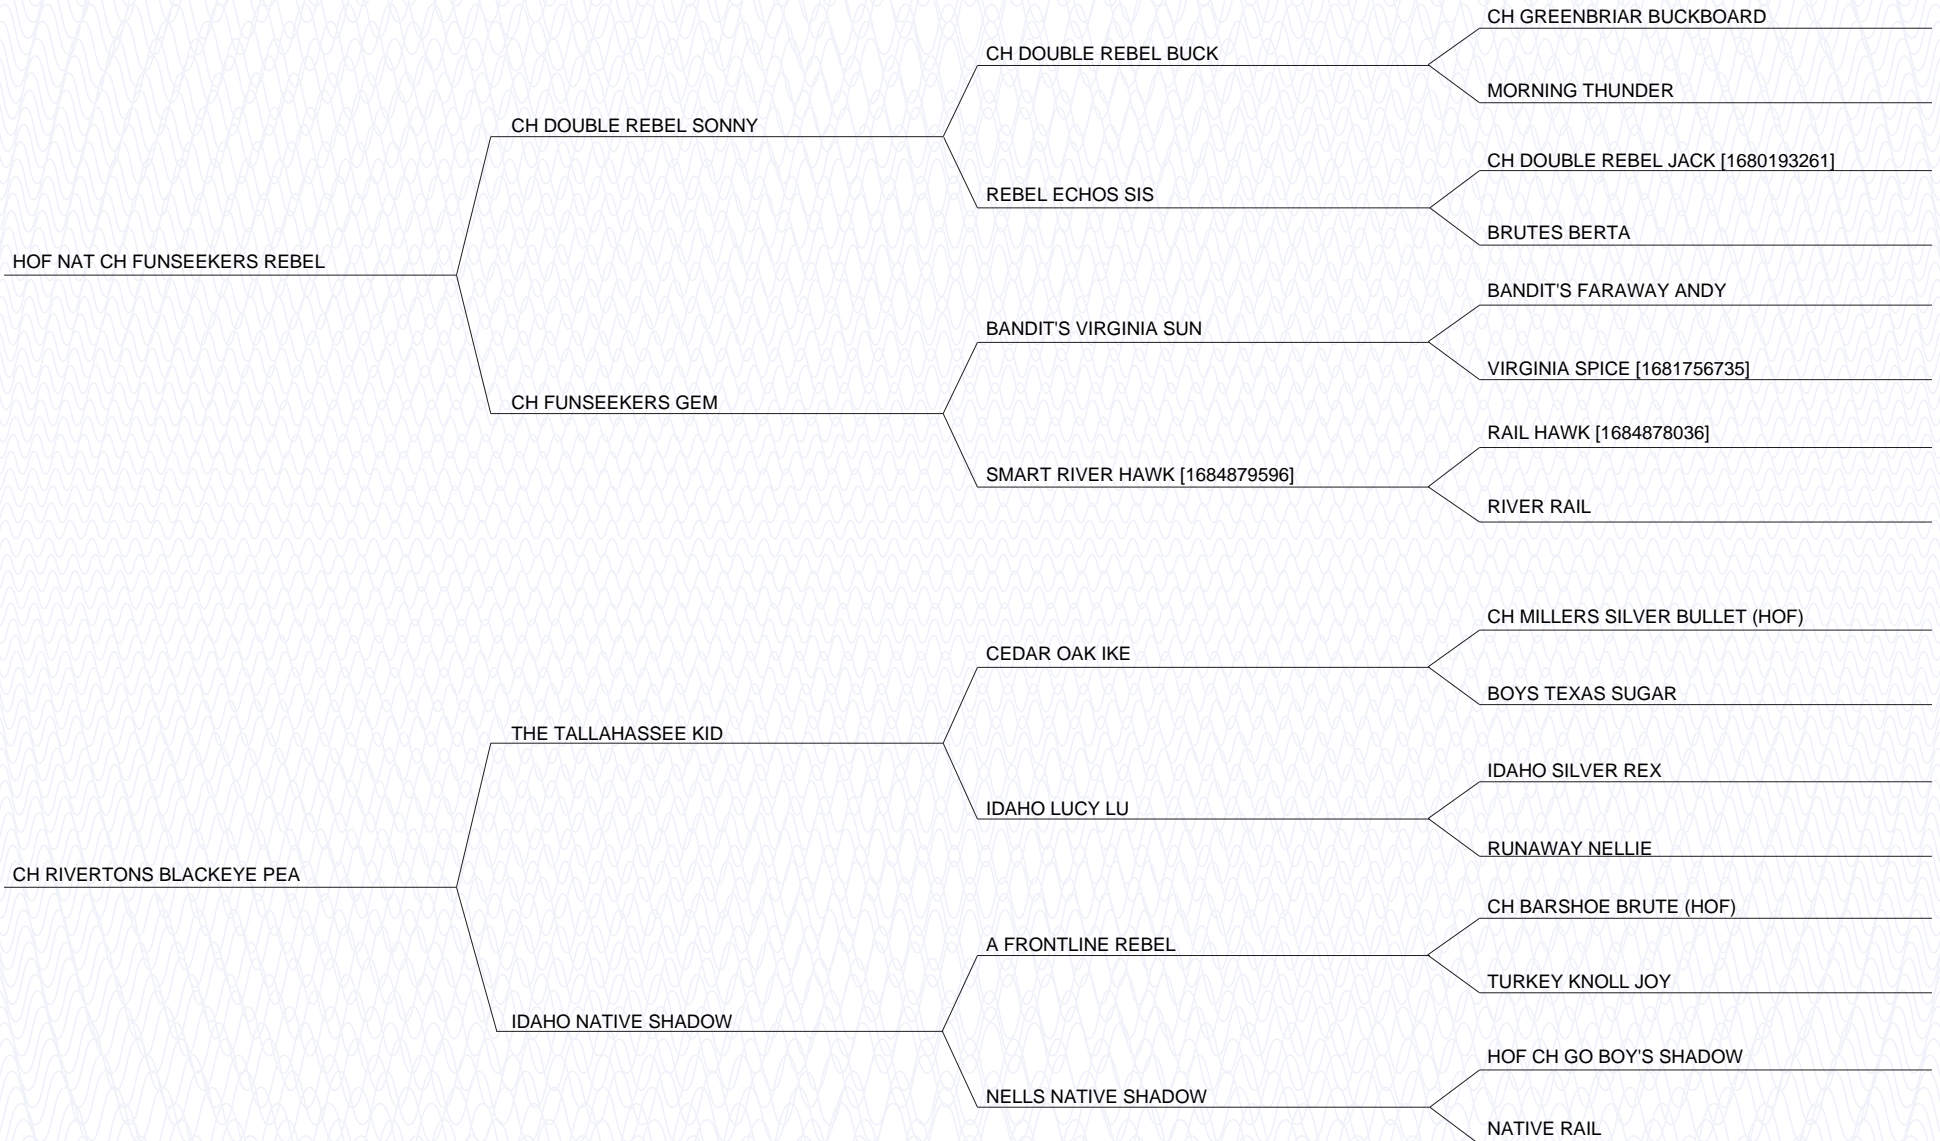 CH GREENBRIAR BUCKBOARD
CH DOUBLE REBEL BUCK
MORNING THUNDER
CH DOUBLE REBEL SONNY
CH DOUBLE REBEL JACK [1680193261]
REBEL ECHOS SIS
BRUTES BERTA
HOF NAT CH FUNSEEKERS REBEL
BANDIT'S FARAWAY ANDY
BANDIT'S VIRGINIA SUN
VIRGINIA SPICE [1681756735]
CH FUNSEEKERS GEM
RAIL HAWK [1684878036]
SMART RIVER HAWK [1684879596]
RIVER RAIL
CH MILLERS SILVER BULLET (HOF)
CEDAR OAK IKE
BOYS TEXAS SUGAR
THE TALLAHASSEE KID
IDAHO SILVER REX
IDAHO LUCY LU
RUNAWAY NELLIE
CH RIVERTONS BLACKEYE PEA
CH BARSHOE BRUTE (HOF)
A FRONTLINE REBEL
TURKEY KNOLL JOY
IDAHO NATIVE SHADOW
HOF CH GO BOY'S SHADOW
NELLS NATIVE SHADOW
NATIVE RAIL